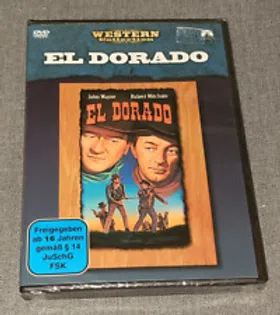 DVD
WESTERN
Collection
EL DORADO
John Wayne Robert Mitchum
EL DORADO
Freigegeben
ab 16 Jahren
gemäß § 14
JuSchG
FSK